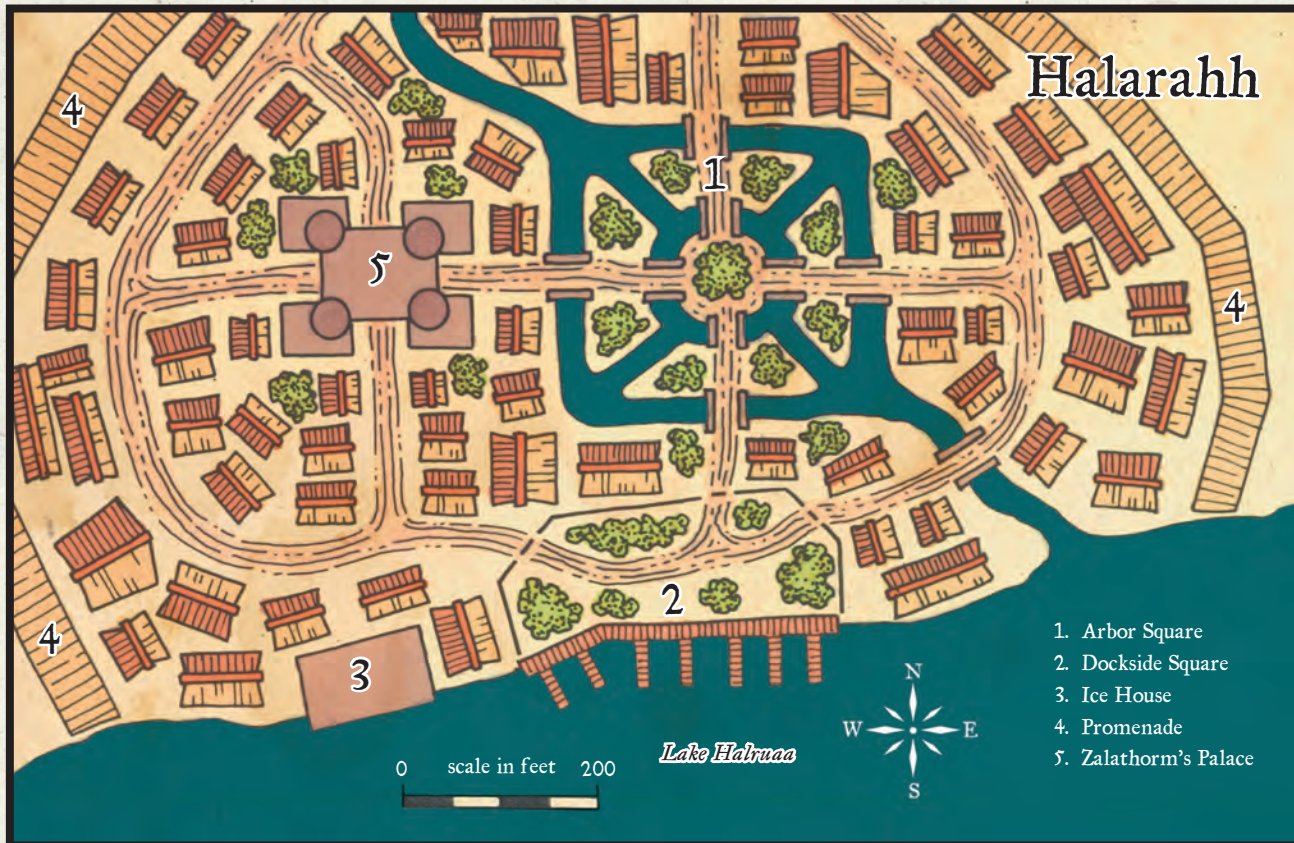 Halarahh
4
1
5
4
2
4
3
1. Arbor Square
2. Dockside Square
3. Ice House
4. Promenade
5. Zalathorm's Palace
N
W E
S
Lake Halruaa
0 scale in feet 200